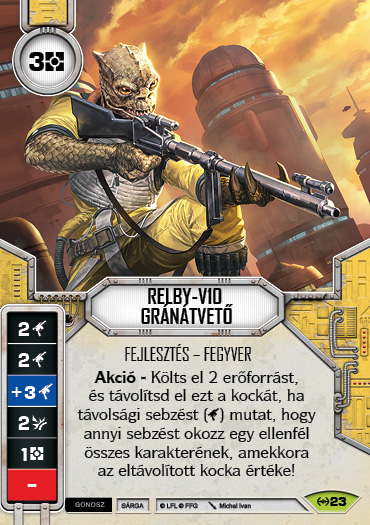 3
RELBY-V10
GRÁNÁTVETŐ
FEJLESZTÉS – FEGYVER
Akció - Költs el 2 erőforrást,
és távolítsd el ezt a kockát, ha
távolsági sebzést () mutat, hogy
annyi sebzést okozz egy ellenfél
összes karakterének, amekkora
az eltávolított kocka értéke!
2
2
+3
2
1
–
GONOSZ
SÁRGA
© LFL © FFG
Michal Ivan
23